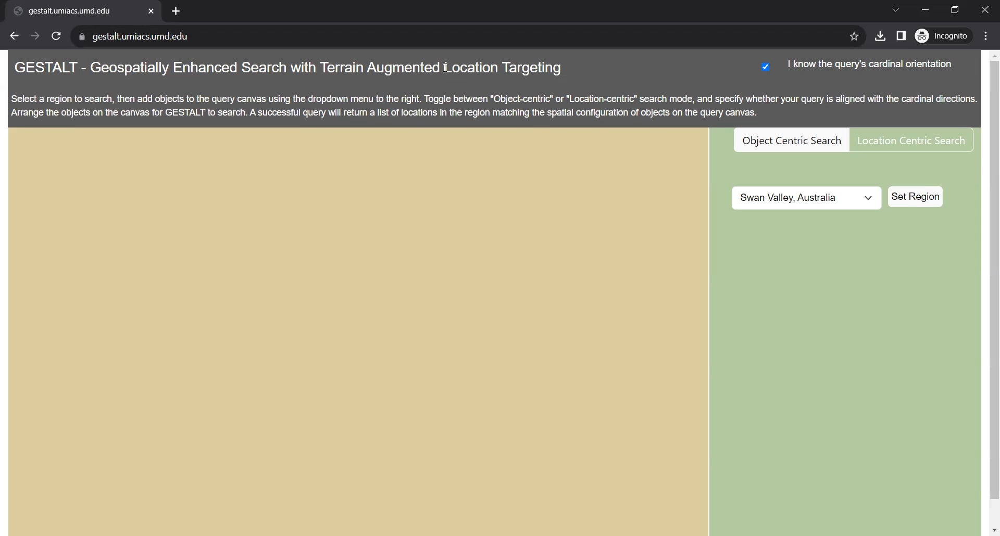 gestalt.umiacs.umd.edu
gestalt.umiacs.umd.edu
Incognito
GESTALT - Geospatially Enhanced Search with Terrain Augmented Location Targeting
I know the query's cardinal orientation
Select a region to search, then add objects to the query canvas using the dropdown menu to the right. Toggle between "Object-centric" or "Location-centric" search mode, and specify whether your query is aligned with the cardinal directions.
Arrange the objects on the canvas for GESTALT to search. A successful query will return a list of locations in the region matching the spatial configuration of objects on the query canvas.
Object Centric Search
Location Centric Search
Swan Valley, Australia
Set Region